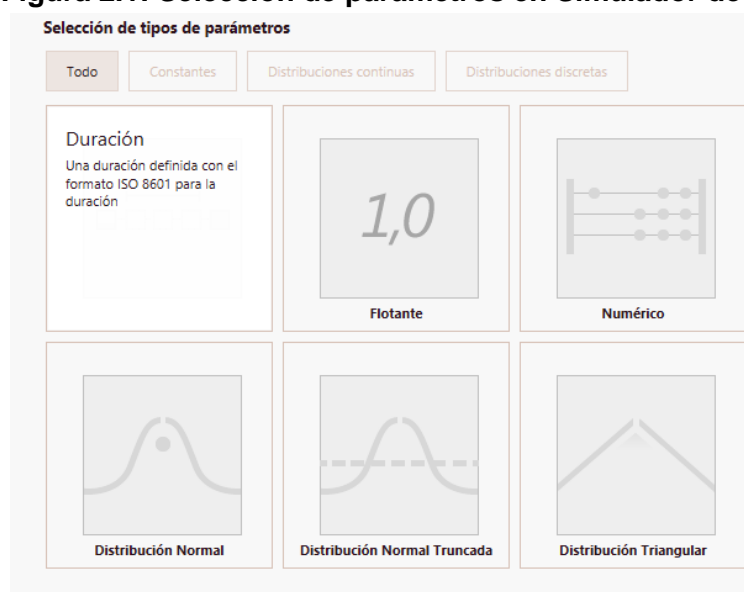 Selección de tipos de parámetros
Todo
Constantes
Distribuciones continuas
Distribuciones discretas
Duración
Una duración definida con el
formato ISO 8601 para la
duración
1,0
Flotante
Numérico
Distribución Normal
Distribución Normal Truncada
Distribución Triangular